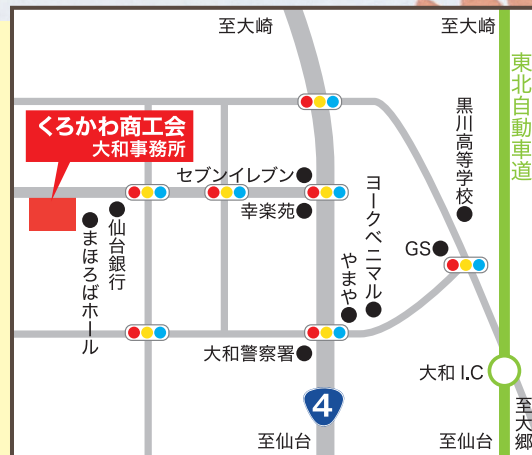 至大崎
至大崎
東北自動車道
くろかわ商工会
大和事務所
黒川高等学校
セブンイレブン
ヨークベニマル
幸楽苑
仙台銀行
まほろばホール
やまや
GS
大和警察署
大和 I.C
4
至仙台
至仙台
至大郷